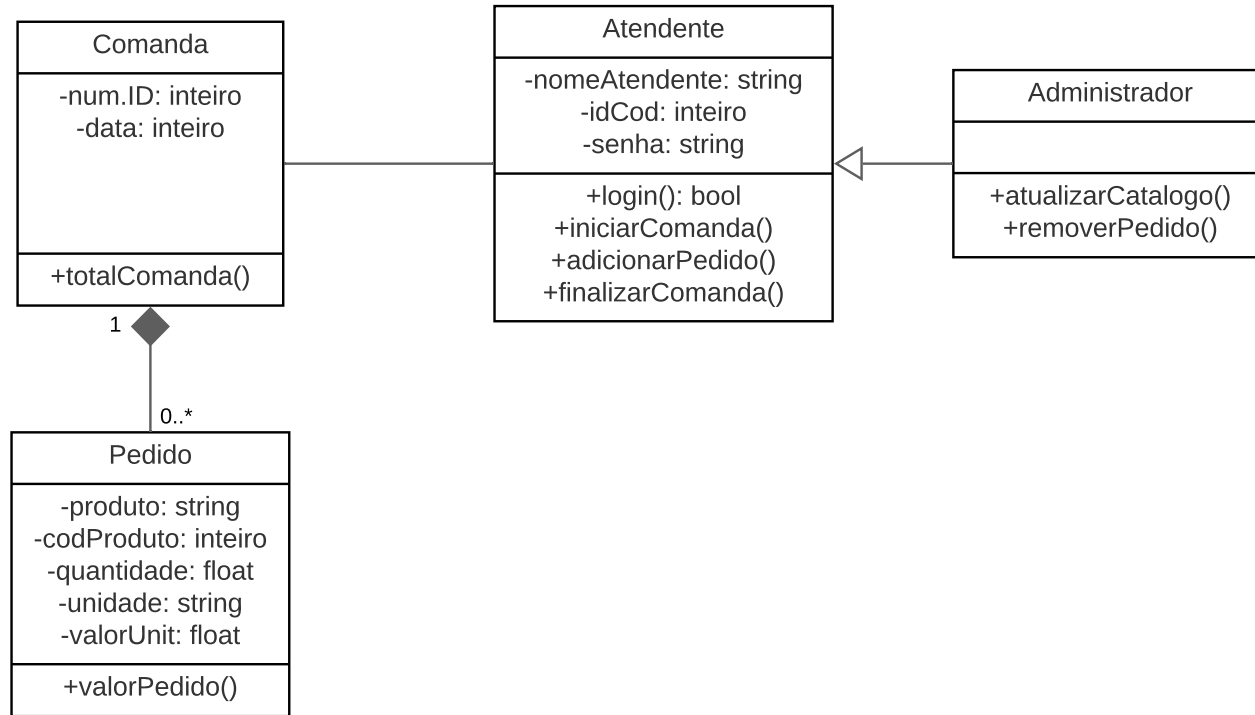 Comanda
-num.ID: inteiro
-data: inteiro
+totalComanda()
1
0..*
Pedido
-produto: string
-codProduto: inteiro
-quantidade: float
-unidade: string
-valorUnit: float
+valorPedido()
Atendente
-nomeAtendente: string
-idCod: inteiro
-senha: string
+login(): bool
+iniciarComanda()
+adicionarPedido()
+finalizarComanda()
Administrador
+atualizarCatalogo()
+removerPedido()